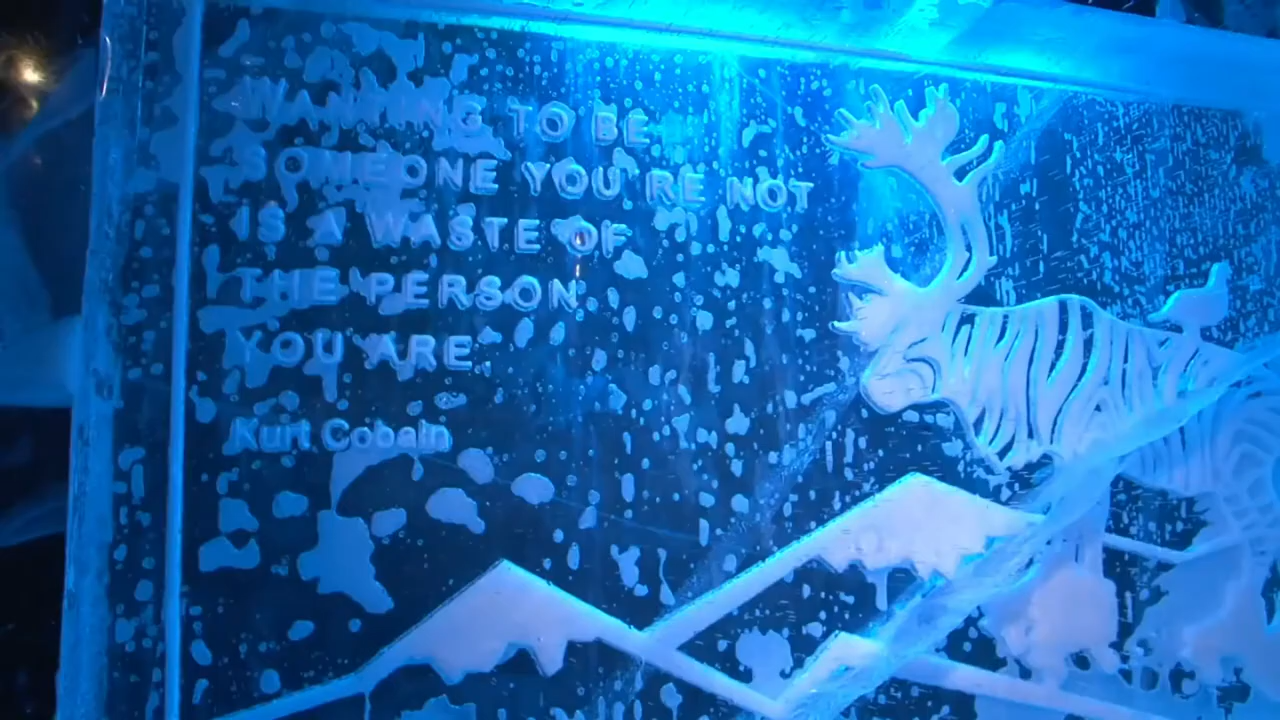 WANTING TO BE
SOMEONE YOU'RE NOT
IS A WASTE OF
THE PERSON
YOU ARE.
Kurt Cobain